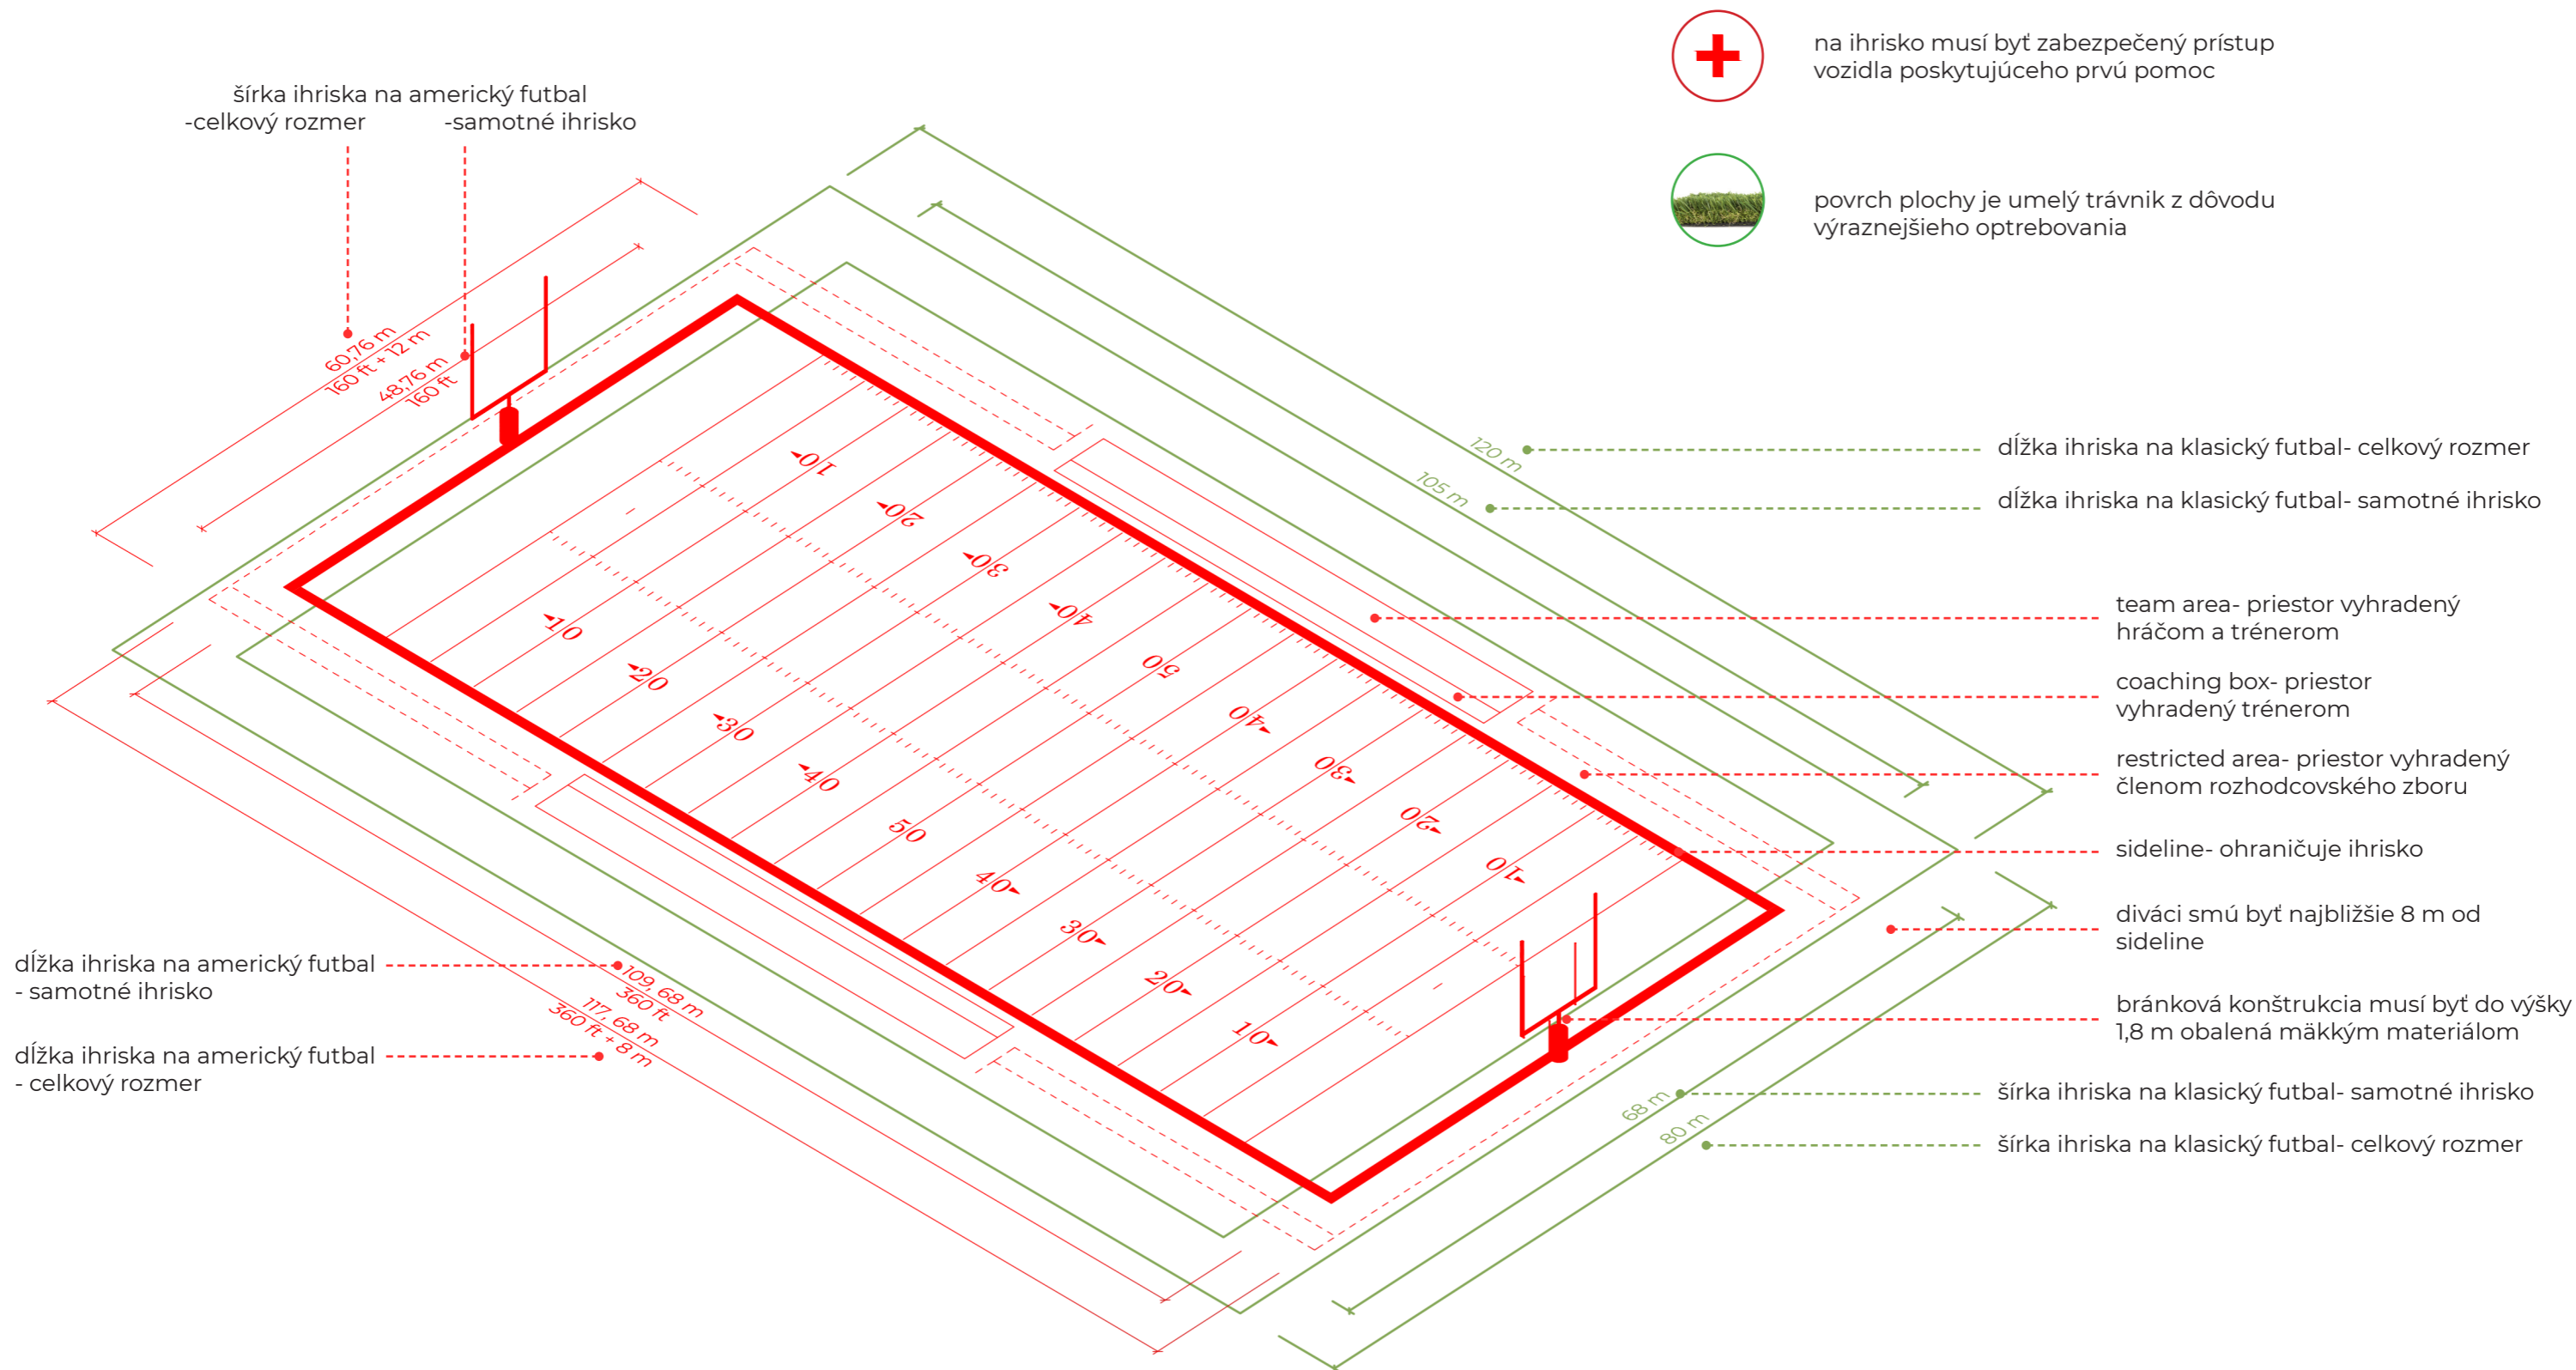 na ihrisko musí byť zabezpečený prístup
vozidla poskytujúceho prvú pomoc
povrch plochy je umelý trávnik z dôvodu
výraznejšieho optrebovania
šírka ihriska na americký futbal
-celkový rozmer
-samotné ihrisko
60,76 m
160 ft + 12 m
48,76 m
160 ft
120 m
105 m
dĺžka ihriska na klasický futbal- celkový rozmer
dĺžka ihriska na klasický futbal- samotné ihrisko
team area- priestor vyhradený
hráčom a trénerom
coaching box- priestor
vyhradený trénerom
restricted area- priestor vyhradený
členom rozhodcovského zboru
sideline- ohraničuje ihrisko
diváci smú byť najbližšie 8 m od
sideline
bránková konštrukcia musí byť do výšky
1,8 m obalená mäkkým materiálom
šírka ihriska na klasický futbal- samotné ihrisko
šírka ihriska na klasický futbal- celkový rozmer
68 m
80 m
10
20
30
40
50
40
30
20
10
10
20
30
40
50
40
30
20
10
dĺžka ihriska na americký futbal
- samotné ihrisko
109, 68 m
360 ft
117, 68 m
360 ft + 8 m
dĺžka ihriska na americký futbal
- celkový rozmer